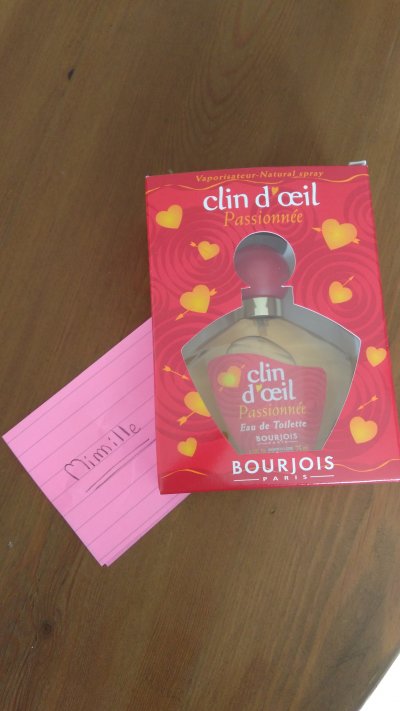 Vaporisateur-Natural spray
clin d'œil
Passionnée
clin
d'œil
Passionnée
Eau de Toilette
BOURJOIS
BOURJOIS
PARIS
Mimille